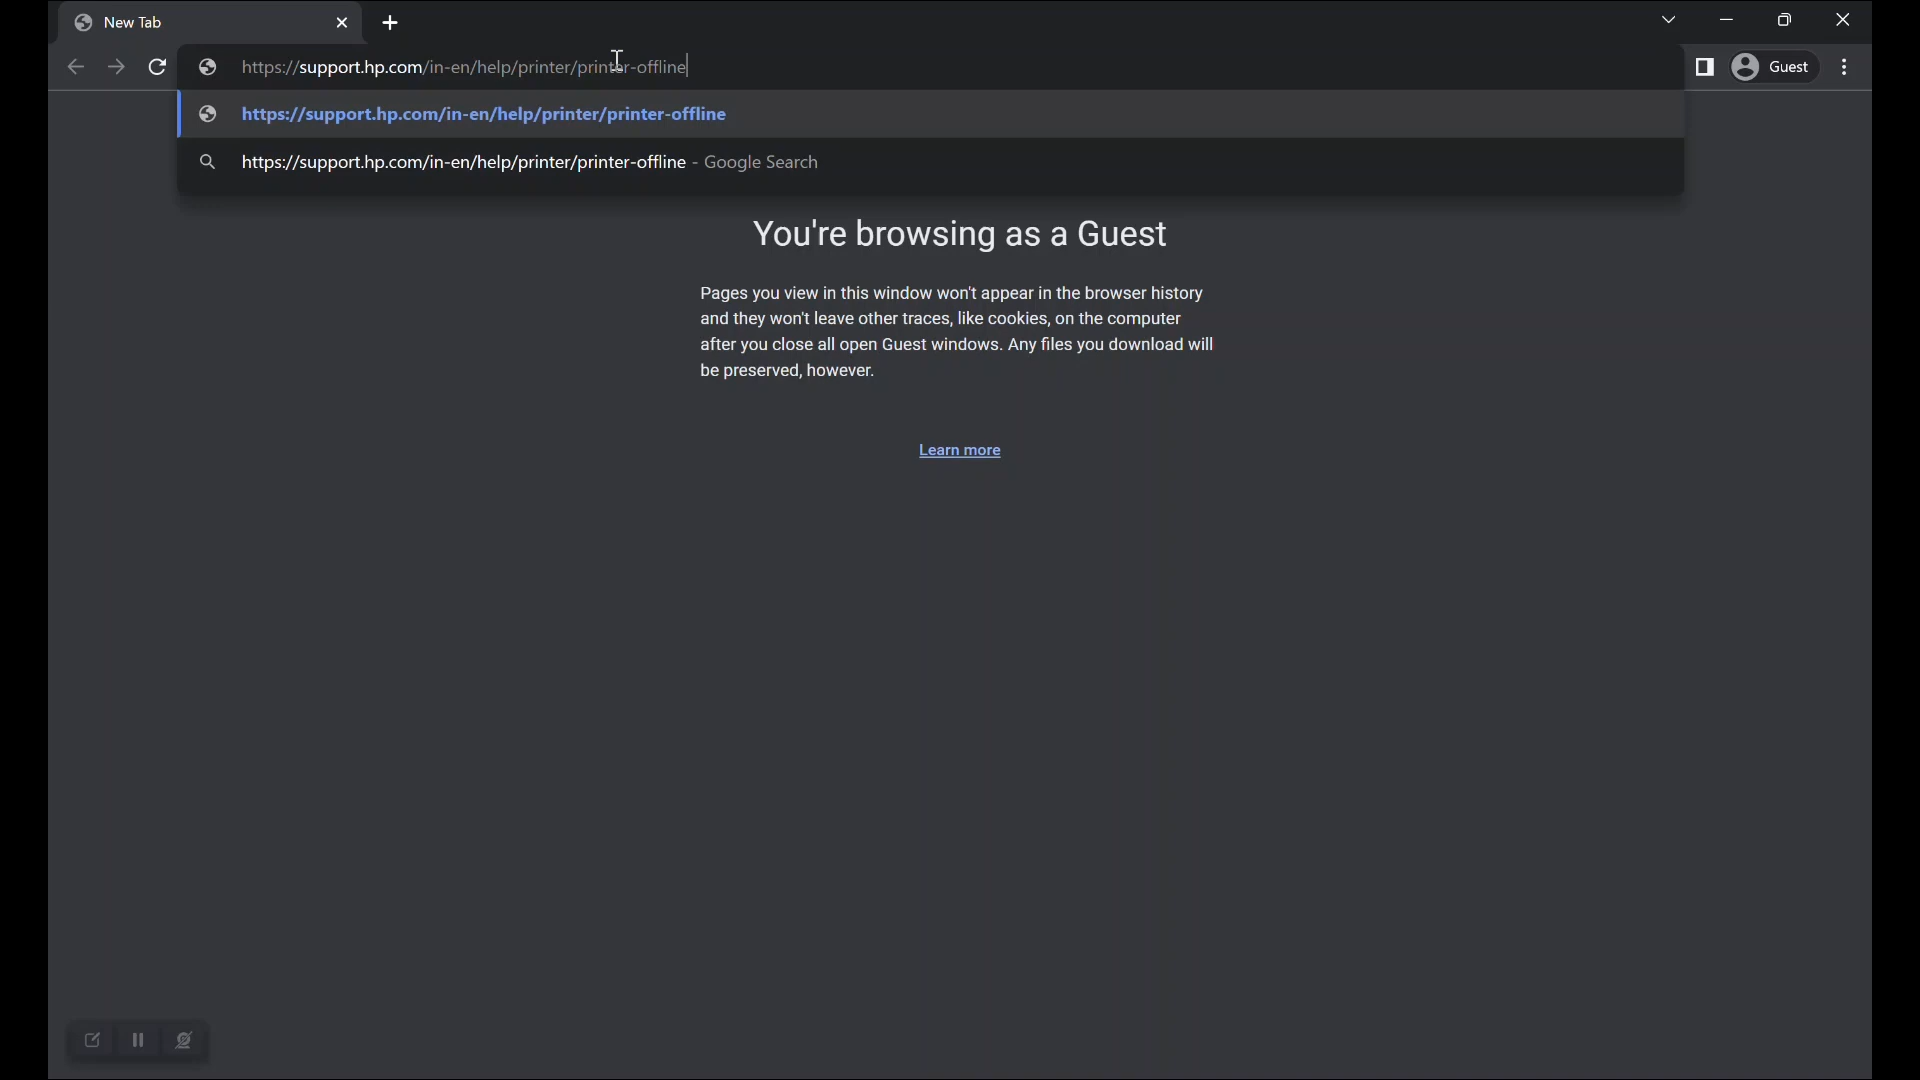 New Tab
https://support.hp.com/in-en/help/printer/printer-offline
Guest
https://support.hp.com/in-en/help/printer/printer-offline
https://support.hp.com/in-en/help/printer/printer-offline - Google Search
You're browsing as a Guest
Pages you view in this window won't appear in the browser history
and they won't leave other traces, like cookies, on the computer
after you close all open Guest windows. Any files you download will
be preserved, however.
Learn more